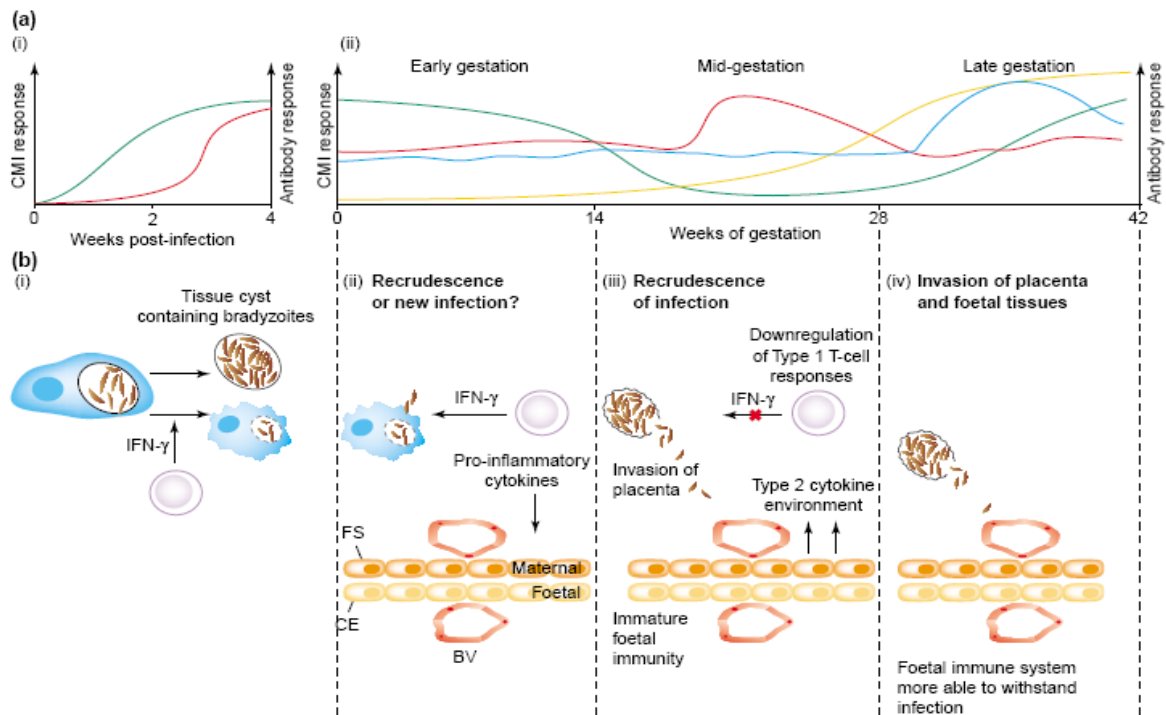 (a)
(i)
CMI response
Antibody response
0
2
4
Weeks post-infection
(ii)
Early gestation
Mid-gestation
Late gestation
CMI response
Antibody response
0
14
28
42
Weeks of gestation
(b)
(i)
Tissue cyst
containing bradyzoites
IFN-γ
(ii) Recrudescence
or new infection?
IFN-γ
Pro-inflammatory
cytokines
FS
Maternal
Foetal
CE
BV
(iii) Recrudescence
of infection
Downregulation
of Type 1 T-cell
responses
IFN-γ
Invasion of
placenta
Type 2 cytokine
environment
Immature
foetal
immunity
(iv) Invasion of placenta
and foetal tissues
Foetal immune system
more able to withstand
infection